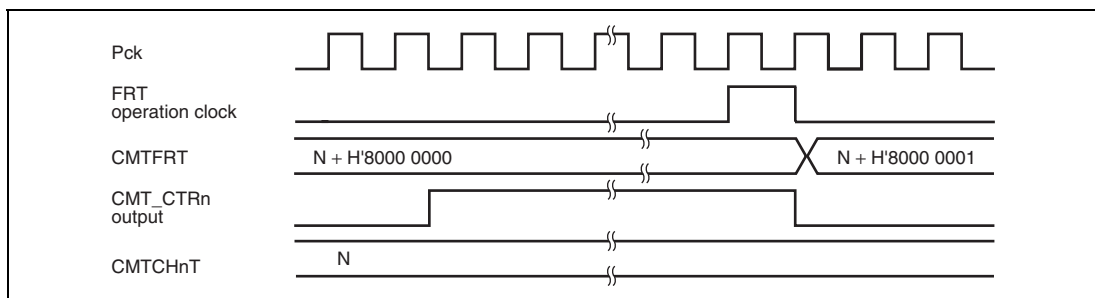 Pck
FRT
operation clock
CMTFRT
N + H'8000 0000
N + H'8000 0001
CMT_CTRn
output
CMTCHnT
N